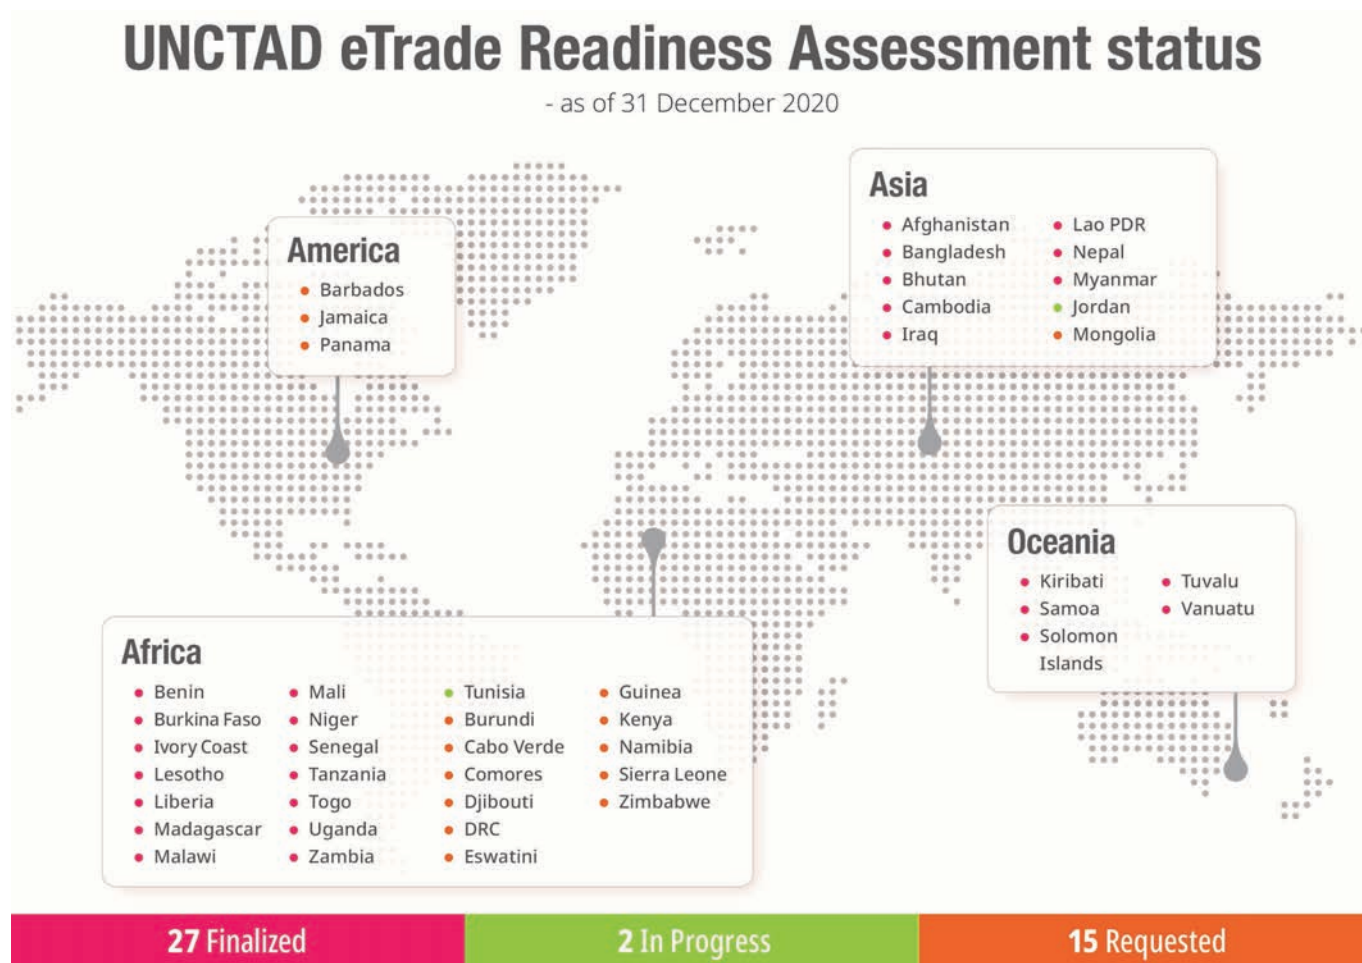 UNCTAD eTrade Readiness Assessment status
- as of 31 December 2020
America
Barbados
Jamaica
Panama
Asia
Afghanistan
Bangladesh
Bhutan
Cambodia
Iraq
Lao PDR
Nepal
Myanmar
Jordan
Mongolia
Oceania
Kiribati
Samoa
Solomon
Islands
Tuvalu
Vanuatu
Africa
Benin
Burkina Faso
Ivory Coast
Lesotho
Liberia
Madagascar
Malawi
Mali
Niger
Senegal
Tanzania
Togo
Uganda
Zambia
Tunisia
Burundi
Cabo Verde
Comores
Djibouti
DRC
Eswatini
Guinea
Kenya
Namibia
Sierra Leone
Zimbabwe
27 Finalized
2 In Progress
15 Requested